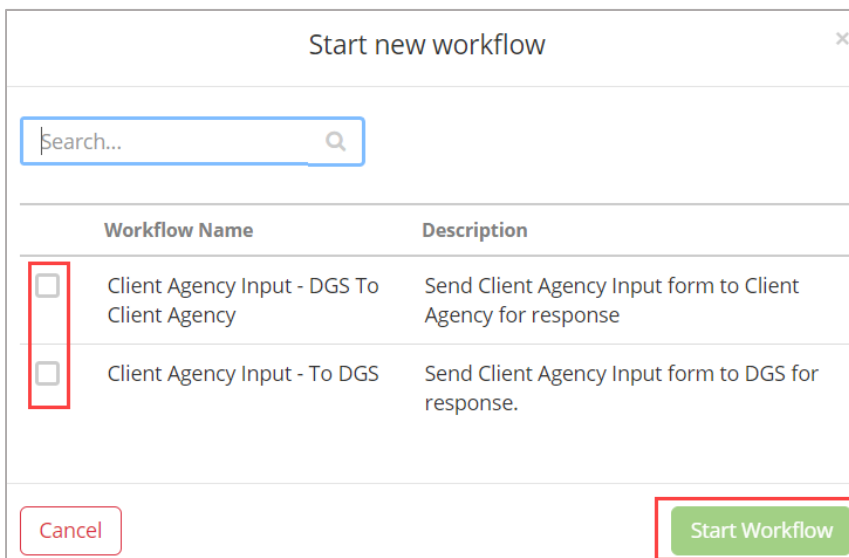 Start new workflow
×
Search...
Workflow Name Description
Client Agency Input - DGS To Send Client Agency Input form to Client
Client Agency Agency for response
Client Agency Input - To DGS Send Client Agency Input form to DGS for
response.
Cancel Start Workflow